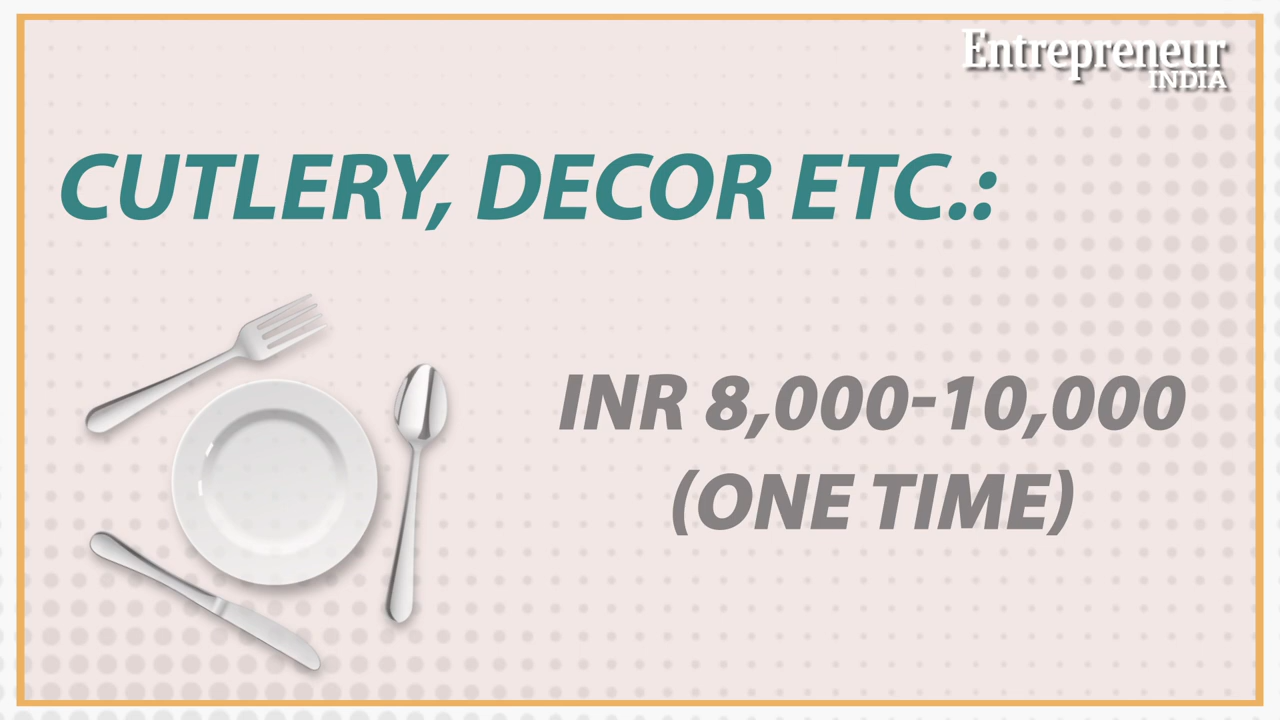 Entrepreneur
INDIA
CUTLERY, DECOR ETC.:
INR 8,000-10,000
(ONE TIME)